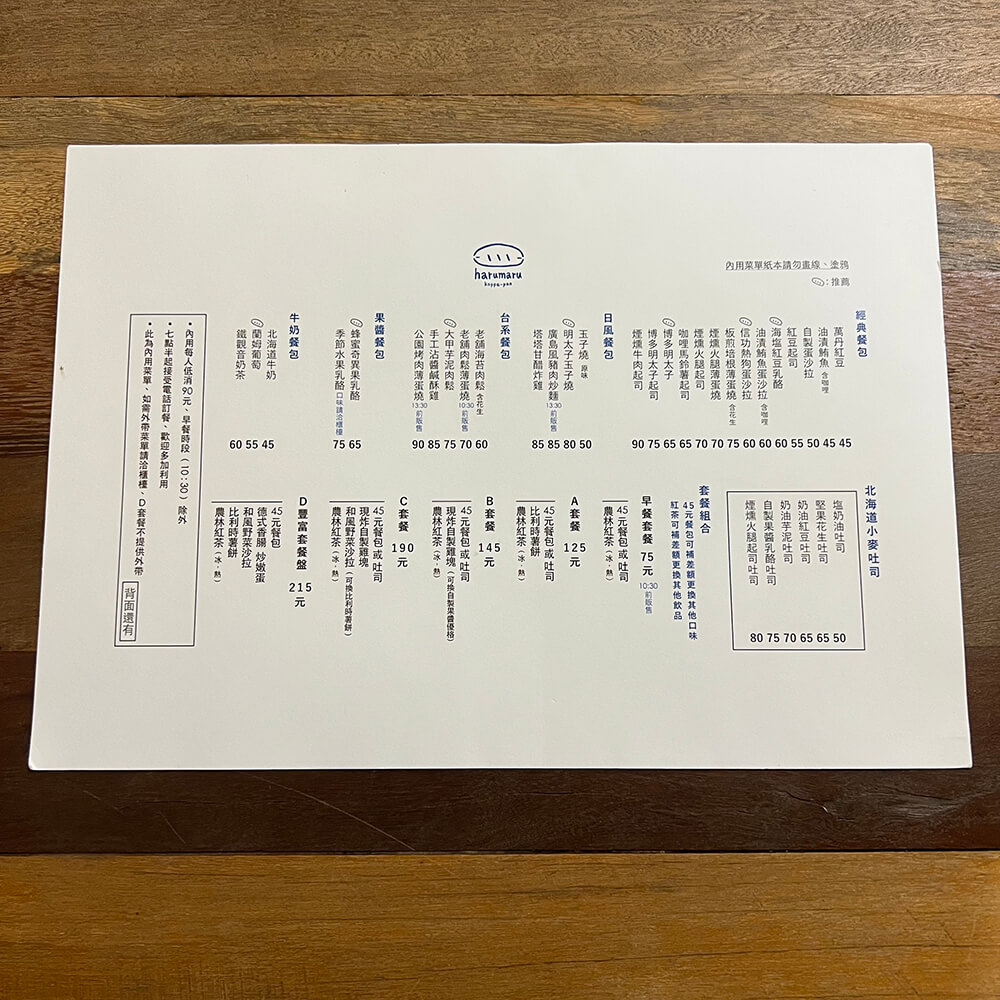 harumaru
koppe-pan
內用菜單紙本請勿畫線、塗鴉
:推薦
經典餐包
萬丹紅豆 45
油漬鮪魚 含咖哩 45
自製蛋沙拉 50
紅豆起司 55
海塩紅豆乳酪 60
油漬鮪魚蛋沙拉 含咖哩 60
信功熱狗蛋沙拉 60
板煎培根薄蛋燒 含花生 75
煙燻火腿薄蛋燒 70
煙燻火腿起司 70
咖哩馬鈴薯起司 65
博多明太子 65
博多明太子起司 75
煙燻牛肉起司 90
日風餐包
玉子燒 原味 50
明太子玉子燒 80
廣島風豬肉炒麵 13:30前販售 85
塔塔甘醋炸雞 85
台系餐包
老舖海苔肉鬆 含花生 60
老舖肉鬆薄蛋燒 10:30前販售 70
大甲芋泥肉鬆 75
手工沾醬鹹酥雞 85
公園烤肉薄蛋燒 13:30前販售 90
果醬餐包
蜂蜜奇異果乳酪 65
季節水果乳酪 口味請洽櫃檯 75
牛奶餐包
北海道牛奶 45
蘭姆葡萄 55
鐵觀音奶茶 60
北海道小麥吐司
塩奶油吐司 50
堅果花生吐司 65
奶油紅豆吐司 65
奶油芋泥吐司 70
自製果醬乳酪吐司 75
煙燻火腿起司吐司 80
套餐組合
45元餐包可補差額更換其他口味
紅茶可補差額更換其他飲品
早餐套餐 75元 10:30前販售
45元餐包或吐司
農林紅茶(冰·熱)
A套餐 125元
45元餐包或吐司
比利時薯餅
農林紅茶(冰·熱)
B套餐 145元
45元餐包或吐司
現炸自製雞塊(可換自製果醬優格)
農林紅茶(冰·熱)
C套餐 190元
45元餐包或吐司
現炸自製雞塊
和風野菜沙拉(可換比利時薯餅)
農林紅茶(冰·熱)
D豐富套餐盤 215元
45元餐包
德式香腸 炒嫩蛋
和風野菜沙拉
比利時薯餅
農林紅茶(冰·熱)
• 內用每人低消90元、早餐時段(10:30)除外
• 七點半起接受電話訂餐、歡迎多加利用
• 此為內用菜單、如需外帶菜單請洽櫃檯、D套餐不提供外帶
背面還有